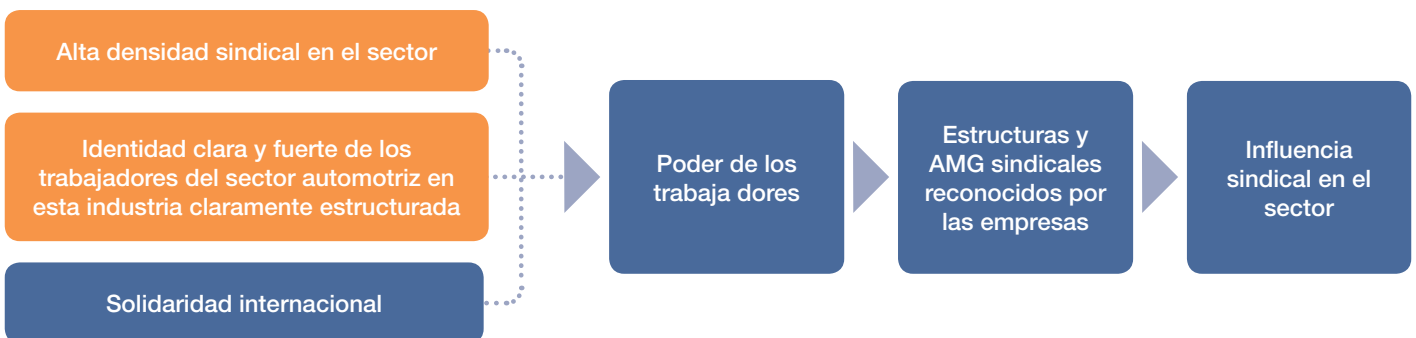 Alta densidad sindical en el sector
Identidad clara y fuerte de los
trabajadores del sector automotriz en
esta industria claramente estructurada
Solidaridad internacional
Poder de los
trabaja dores
Estructuras y
AMG sindicales
reconocidos por
las empresas
Influencia
sindical en el
sector